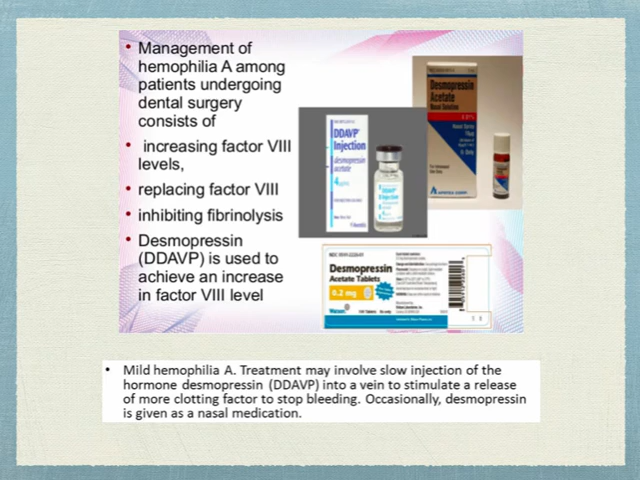 • Management of
hemophilia A among
patients undergoing
dental surgery
consists of
• increasing factor VIII
levels,
• replacing factor VIII
• inhibiting fibrinolysis
• Desmopressin
(DDAVP) is used to
achieve an increase
in factor VIII level
DDAVP
Injection
desmopressin
acetate
Desmopressin
Acetate
Nasal Solution
Desmopressin
Acetate Tablets
0.2 mg
• Mild hemophilia A. Treatment may involve slow injection of the
hormone desmopressin (DDAVP) into a vein to stimulate a release
of more clotting factor to stop bleeding. Occasionally, desmopressin
is given as a nasal medication.